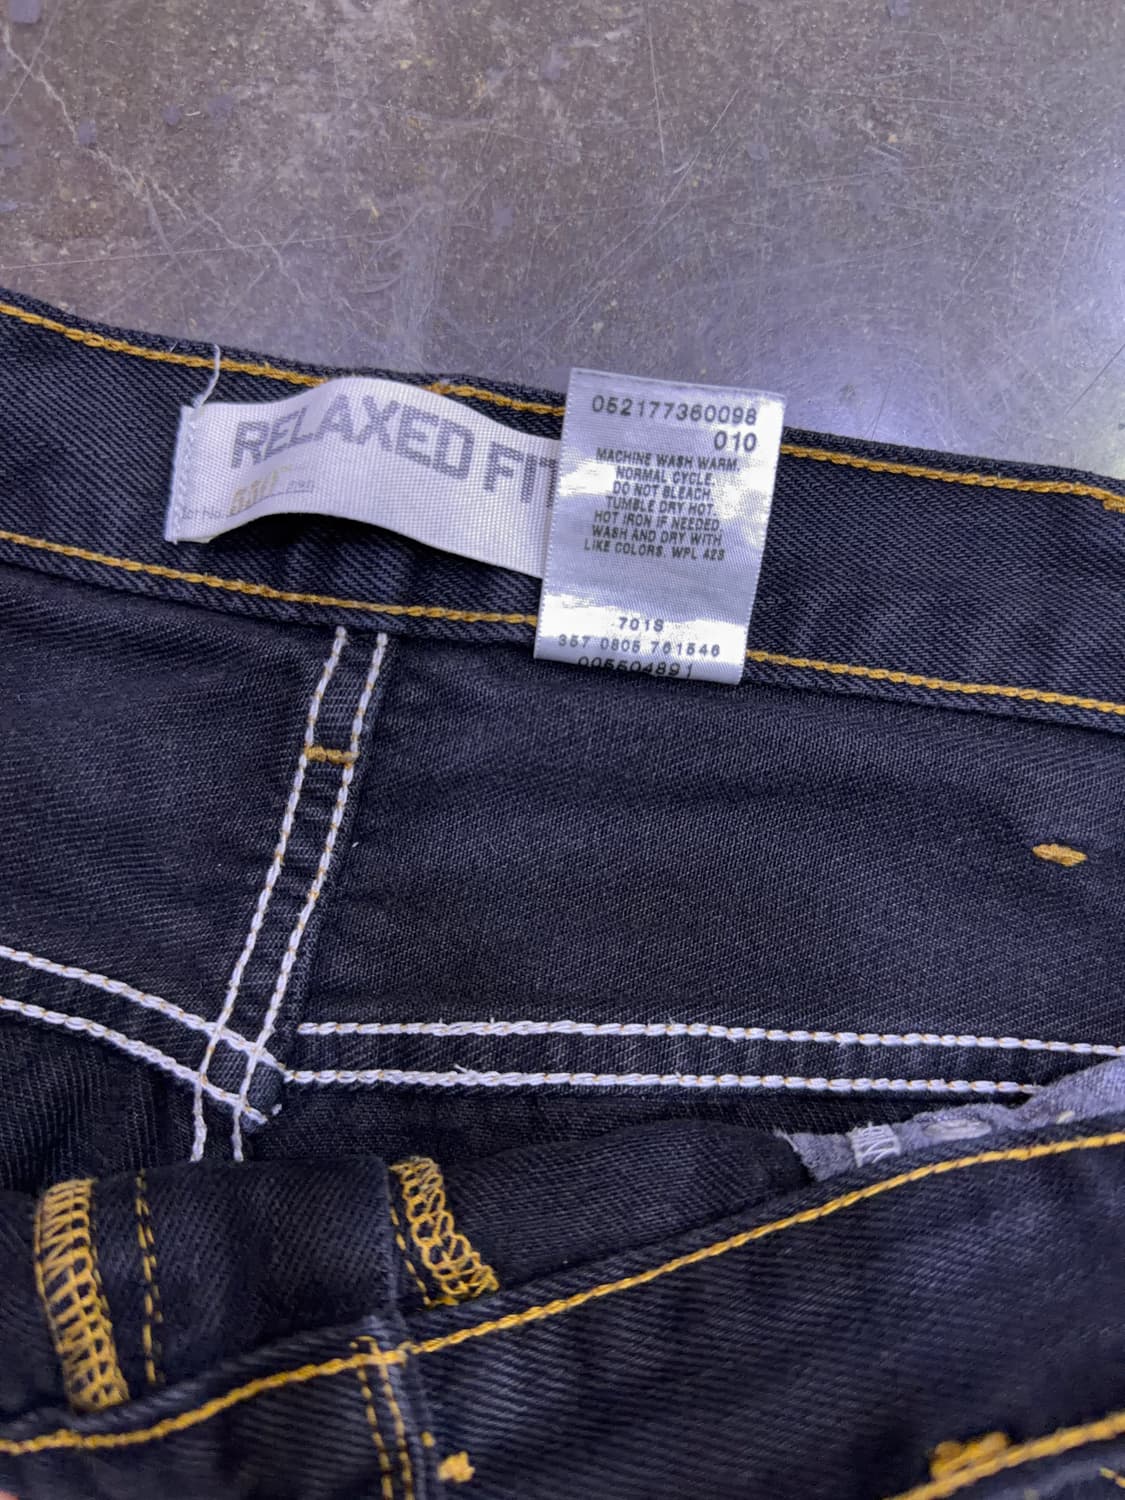 RELAXED FIT
550™
052177360098
010
MACHINE WASH WARM.
NORMAL CYCLE.
DO NOT BLEACH.
TUMBLE DRY HOT.
HOT IRON IF NEEDED.
WASH AND DRY WITH
LIKE COLORS. WPL 423
701S
357 0805 761546
005504891